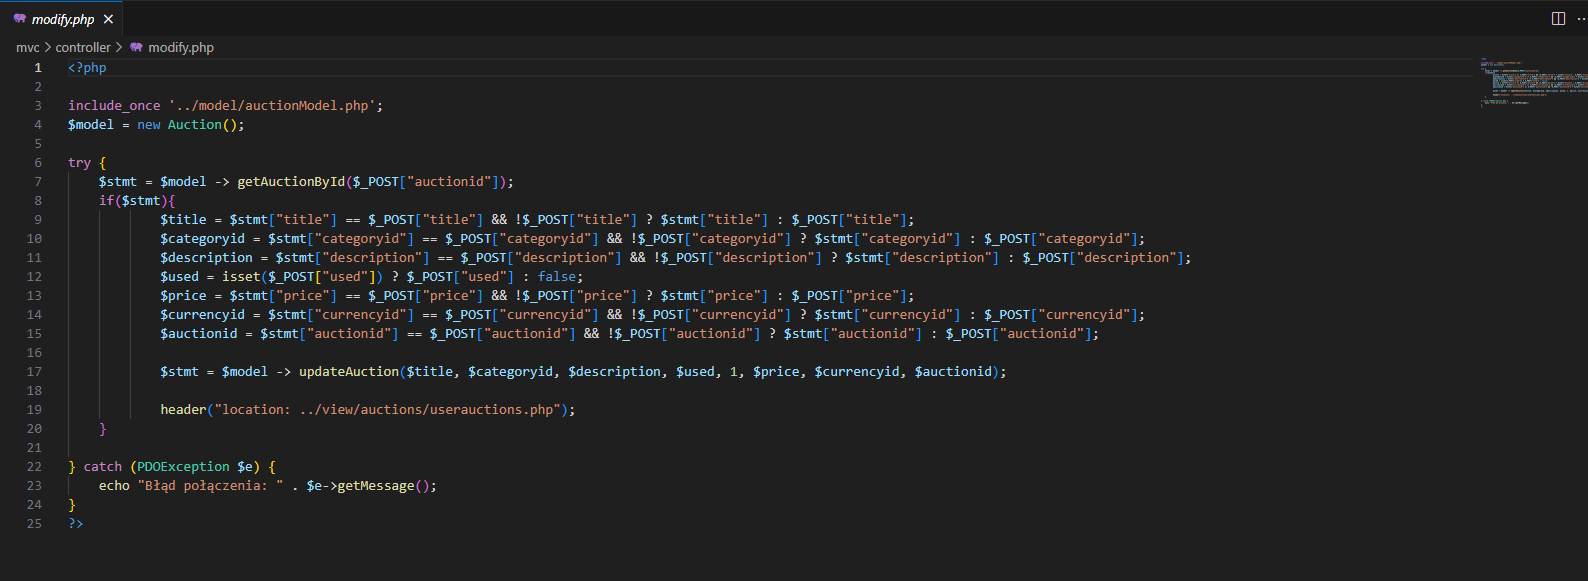 modify.php
mvc > controller > modify.php
1 <?php
2
3 include_once '../model/auctionModel.php';
4 $model = new Auction();
5
6 try {
7 $stmt = $model -> getAuctionById($_POST["auctionid"]);
8 if($stmt){
9 $title = $stmt["title"] == $_POST["title"] && !$_POST["title"] ? $stmt["title"] : $_POST["title"];
10 $categoryid = $stmt["categoryid"] == $_POST["categoryid"] && !$_POST["categoryid"] ? $stmt["categoryid"] : $_POST["categoryid"];
11 $description = $stmt["description"] == $_POST["description"] && !$_POST["description"] ? $stmt["description"] : $_POST["description"];
12 $used = isset($_POST["used"]) ? $_POST["used"] : false;
13 $price = $stmt["price"] == $_POST["price"] && !$_POST["price"] ? $stmt["price"] : $_POST["price"];
14 $currencyid = $stmt["currencyid"] == $_POST["currencyid"] && !$_POST["currencyid"] ? $stmt["currencyid"] : $_POST["currencyid"];
15 $auctionid = $stmt["auctionid"] == $_POST["auctionid"] && !$_POST["auctionid"] ? $stmt["auctionid"] : $_POST["auctionid"];
16
17 $stmt = $model -> updateAuction($title, $categoryid, $description, $used, 1, $price, $currencyid, $auctionid);
18
19 header("location: ../view/auctions/userauctions.php");
20 }
21
22 } catch (PDOException $e) {
23 echo "Błąd połączenia: " . $e->getMessage();
24 }
25 ?>